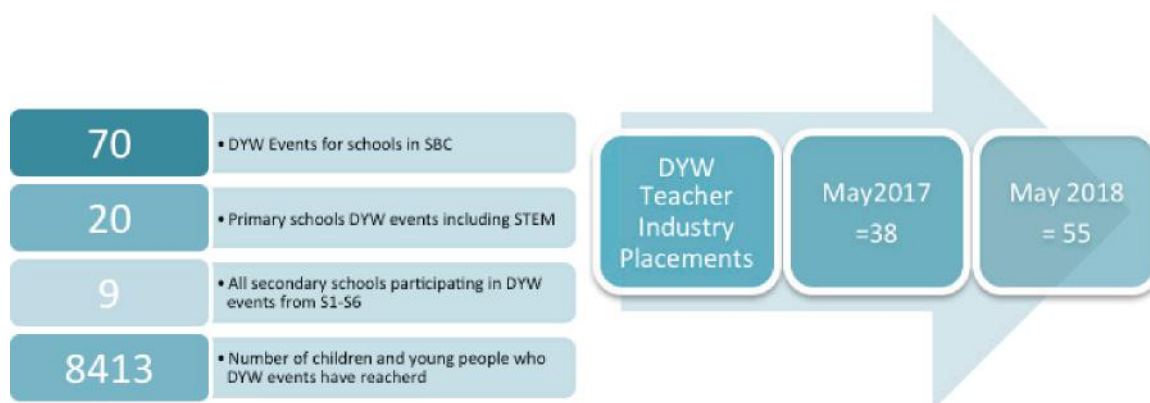 70
• DYW Events for schools in SBC
20
• Primary schools DYW events including STEM
9
• All secondary schools participating in DYW
events from S1-S6
8413
• Number of children and young people who
DYW events have reacherd
DYW
Teacher
Industry
Placements
May2017
=38
May 2018
= 55